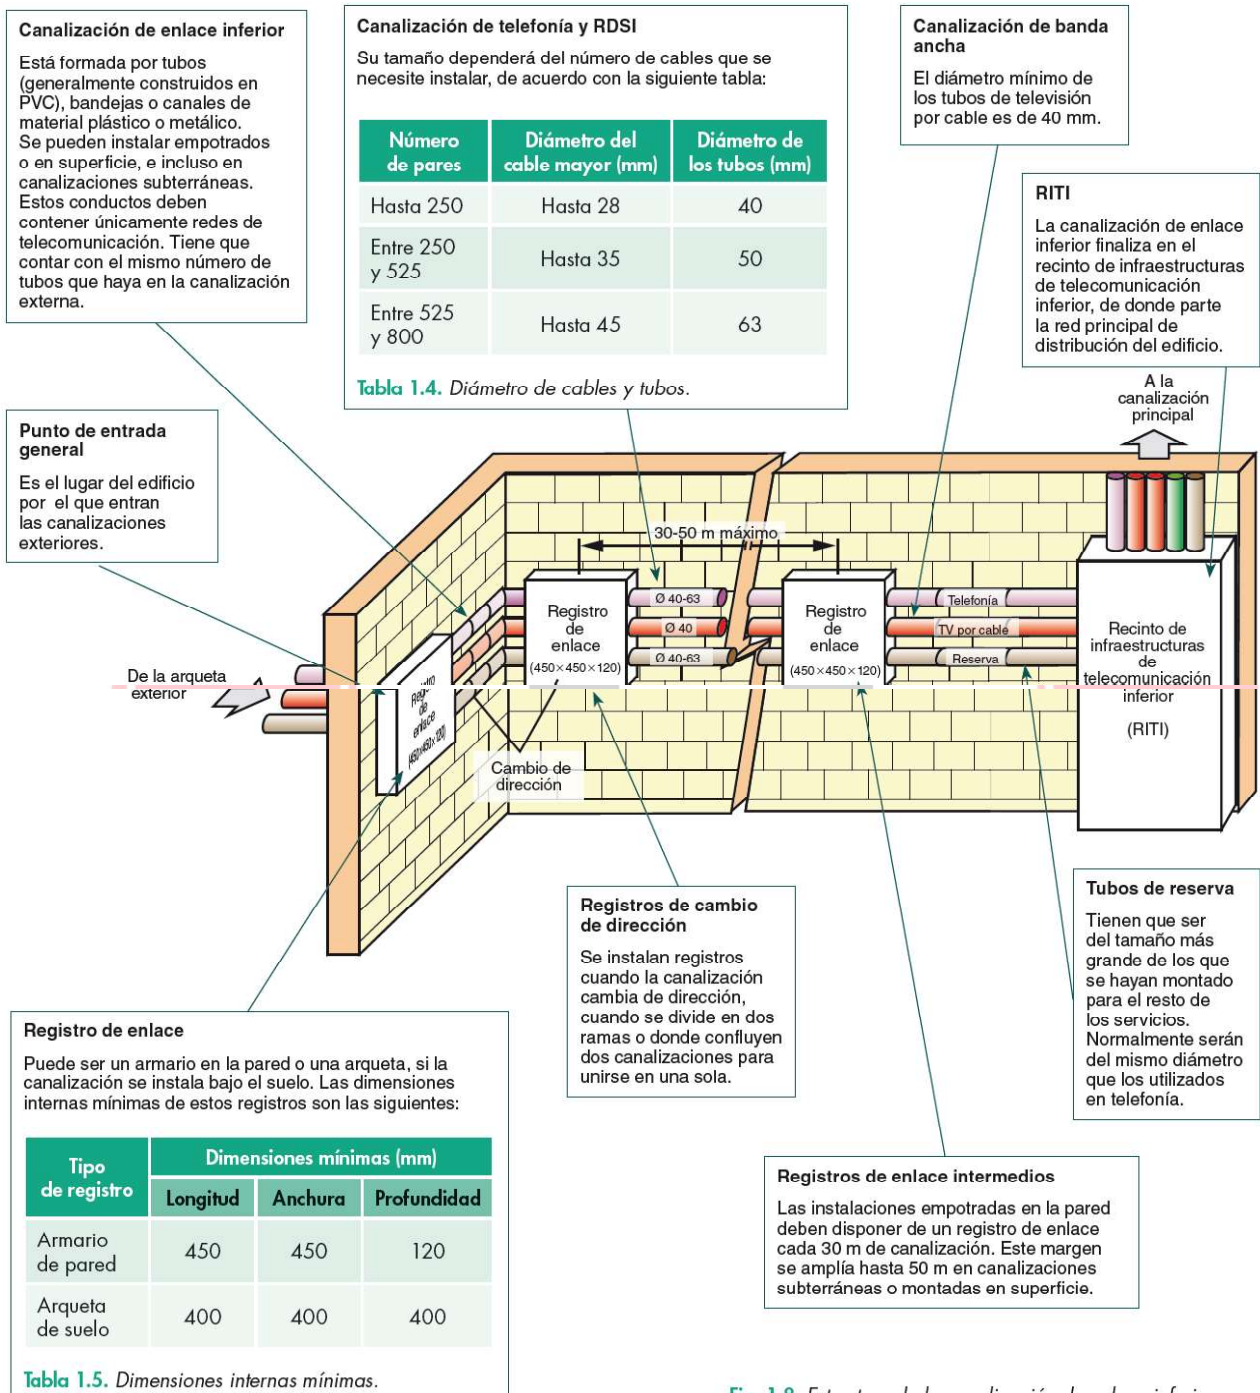 Canalización de enlace inferior
Está formada por tubos
(generalmente construidos en
PVC), bandejas o canales de
material plástico o metálico.
Se pueden instalar empotrados
o en superficie, e incluso en
canalizaciones subterráneas.
Estos conductos deben
contener únicamente redes de
telecomunicación. Tiene que
contar con el mismo número de
tubos que haya en la canalización
externa.
Canalización de telefonía y RDSI
Su tamaño dependerá del número de cables que se
necesite instalar, de acuerdo con la siguiente tabla:
Número de pares Diámetro del cable mayor (mm) Diámetro de los tubos (mm)
Hasta 250 Hasta 28 40
Entre 250 y 525 Hasta 35 50
Entre 525 y 800 Hasta 45 63
Tabla 1.4. Diámetro de cables y tubos.
Canalización de banda
ancha
El diámetro mínimo de
los tubos de televisión
por cable es de 40 mm.
RITI
La canalización de enlace
inferior finaliza en el
recinto de infraestructuras
de telecomunicación
inferior, de donde parte
la red principal de
distribución del edificio.
Punto de entrada
general
Es el lugar del edificio
por el que entran
las canalizaciones
exteriores.
A la
canalización
principal
30-50 m máximo
De la arqueta
exterior
Registro
de
enlace
(450×450×120)
Registro
de
enlace
(450×450×120)
Ø 40-63
Ø 40
Ø 40-63
Registro
de
enlace
(450×450×120)
Telefonía
TV por cable
Reserva
Recinto de
infraestructuras
de
telecomunicación
inferior
(RITI)
Cambio de
dirección
Registros de cambio
de dirección
Se instalan registros
cuando la canalización
cambia de dirección,
cuando se divide en dos
ramas o donde confluyen
dos canalizaciones para
unirse en una sola.
Tubos de reserva
Tienen que ser
del tamaño más
grande de los que
se hayan montado
para el resto de
los servicios.
Normalmente serán
del mismo diámetro
que los utilizados
en telefonía.
Registro de enlace
Puede ser un armario en la pared o una arqueta, si la
canalización se instala bajo el suelo. Las dimensiones
internas mínimas de estos registros son las siguientes:
Tipo de registro Dimensiones mínimas (mm)
Longitud Anchura Profundidad
Armario de pared 450 450 120
Arqueta de suelo 400 400 400
Tabla 1.5. Dimensiones internas mínimas.
Registros de enlace intermedios
Las instalaciones empotradas en la pared
deben disponer de un registro de enlace
cada 30 m de canalización. Este margen
se amplía hasta 50 m en canalizaciones
subterráneas o montadas en superficie.